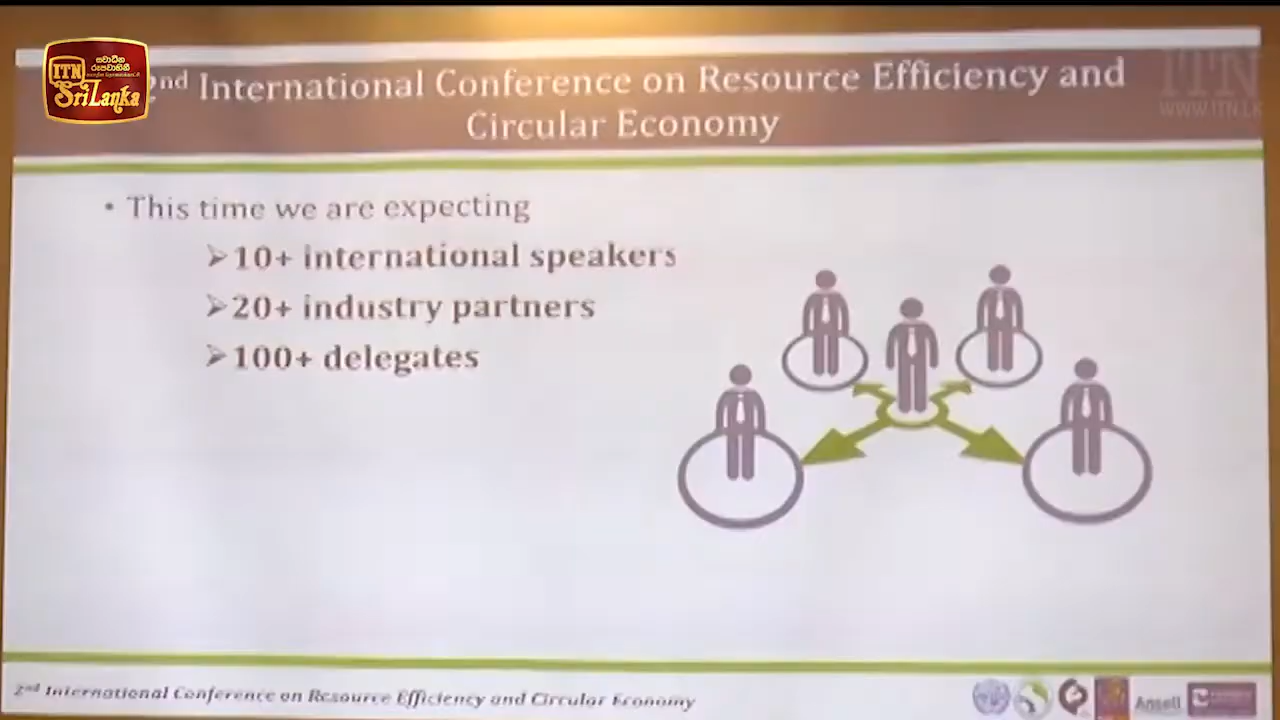 ITN
ස්වාධීන
රූපවාහිනී
Sri Lanka
ITN
WWW.ITN.LK
2nd International Conference on Resource Efficiency and
Circular Economy
• This time we are expecting
➢10+ international speakers
➢20+ industry partners
➢100+ delegates
2nd International Conference on Resource Efficiency and Circular Economy
Ansell